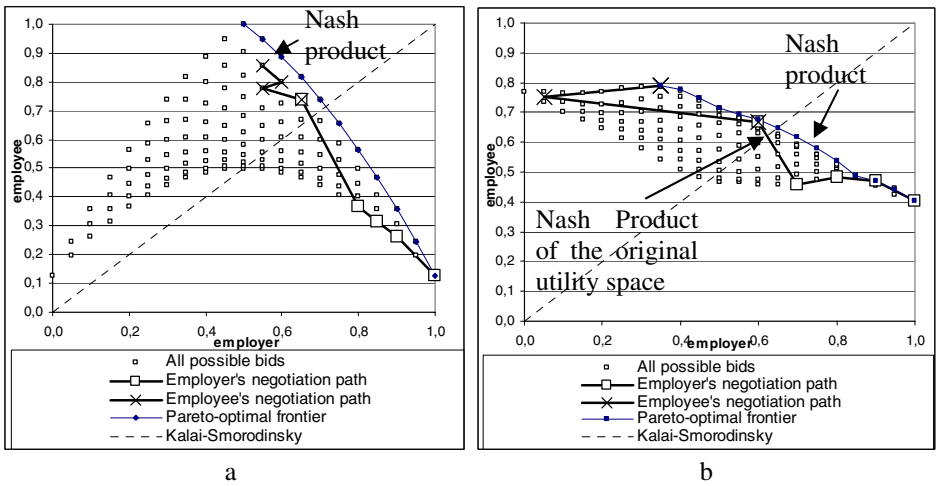 1,0
0,9
0,8
0,7
0,6
0,5
0,4
0,3
0,2
0,1
0,0
employee
Nash
product
0,0 0,2 0,4 0,6 0,8 1,0
employer
All possible bids
Employer's negotiation path
Employee's negotiation path
Pareto-optimal frontier
Kalai-Smorodinsky
a
1,0
0,9
0,8
0,7
0,6
0,5
0,4
0,3
0,2
0,1
0,0
employee
Nash
product
Nash Product
of the original
utility space
0,0 0,2 0,4 0,6 0,8 1,0
employer
All possible bids
Employer's negotiation path
Employee's negotiation path
Pareto-optimal frontier
Kalai-Smorodinsky
b